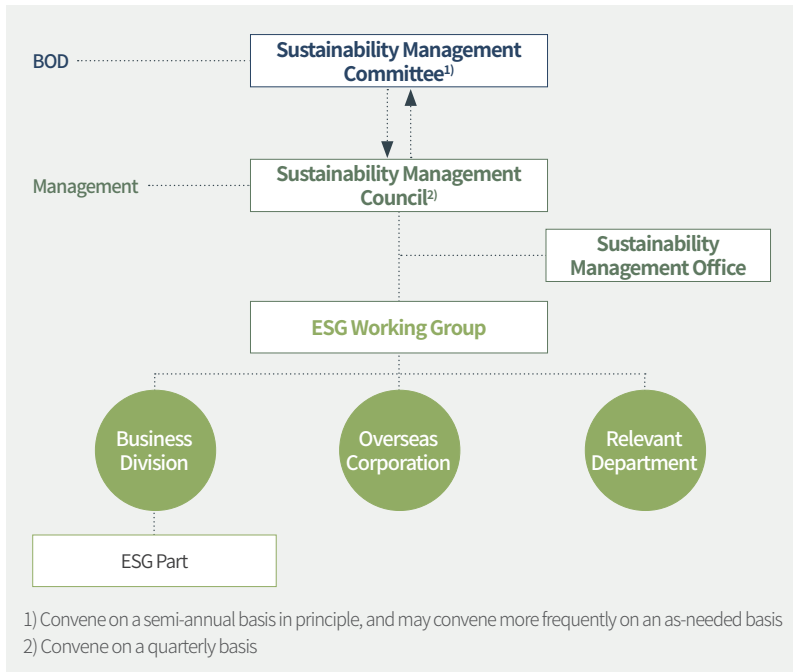 BOD
Sustainability Management
Committee1)
Management
Sustainability Management
Council2)
Sustainability
Management Office
ESG Working Group
Business
Division
Overseas
Corporation
Relevant
Department
ESG Part
1) Convene on a semi-annual basis in principle, and may convene more frequently on an as-needed basis
2) Convene on a quarterly basis